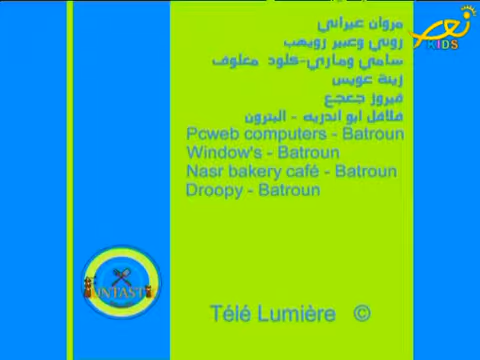 مروان عيراني
روني وعبير رويهب
سامي وماري-كلود معلوف
زينة عويس
فيروز جعجع
فلافل ابو اندريه - البترون
Pcweb computers - Batroun
Window's - Batroun
Nasr bakery café - Batroun
Droopy - Batroun
Télé Lumière ©
KIDS